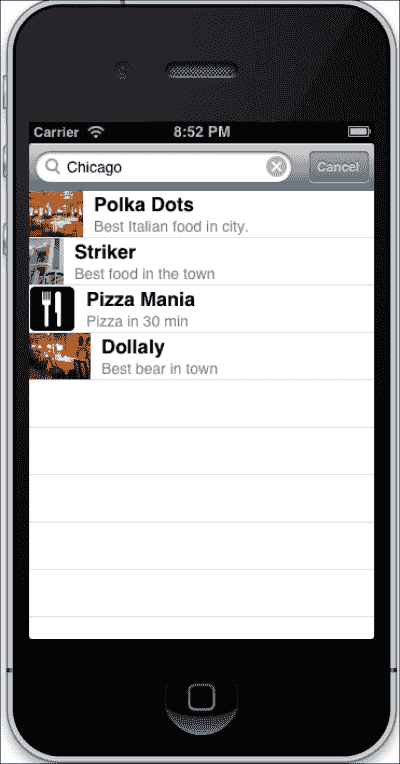 Carrier 8:52 PM
Chicago Cancel
Polka Dots
Best Italian food in city.
Striker
Best food in the town
Pizza Mania
Pizza in 30 min
Dollaly
Best bear in town